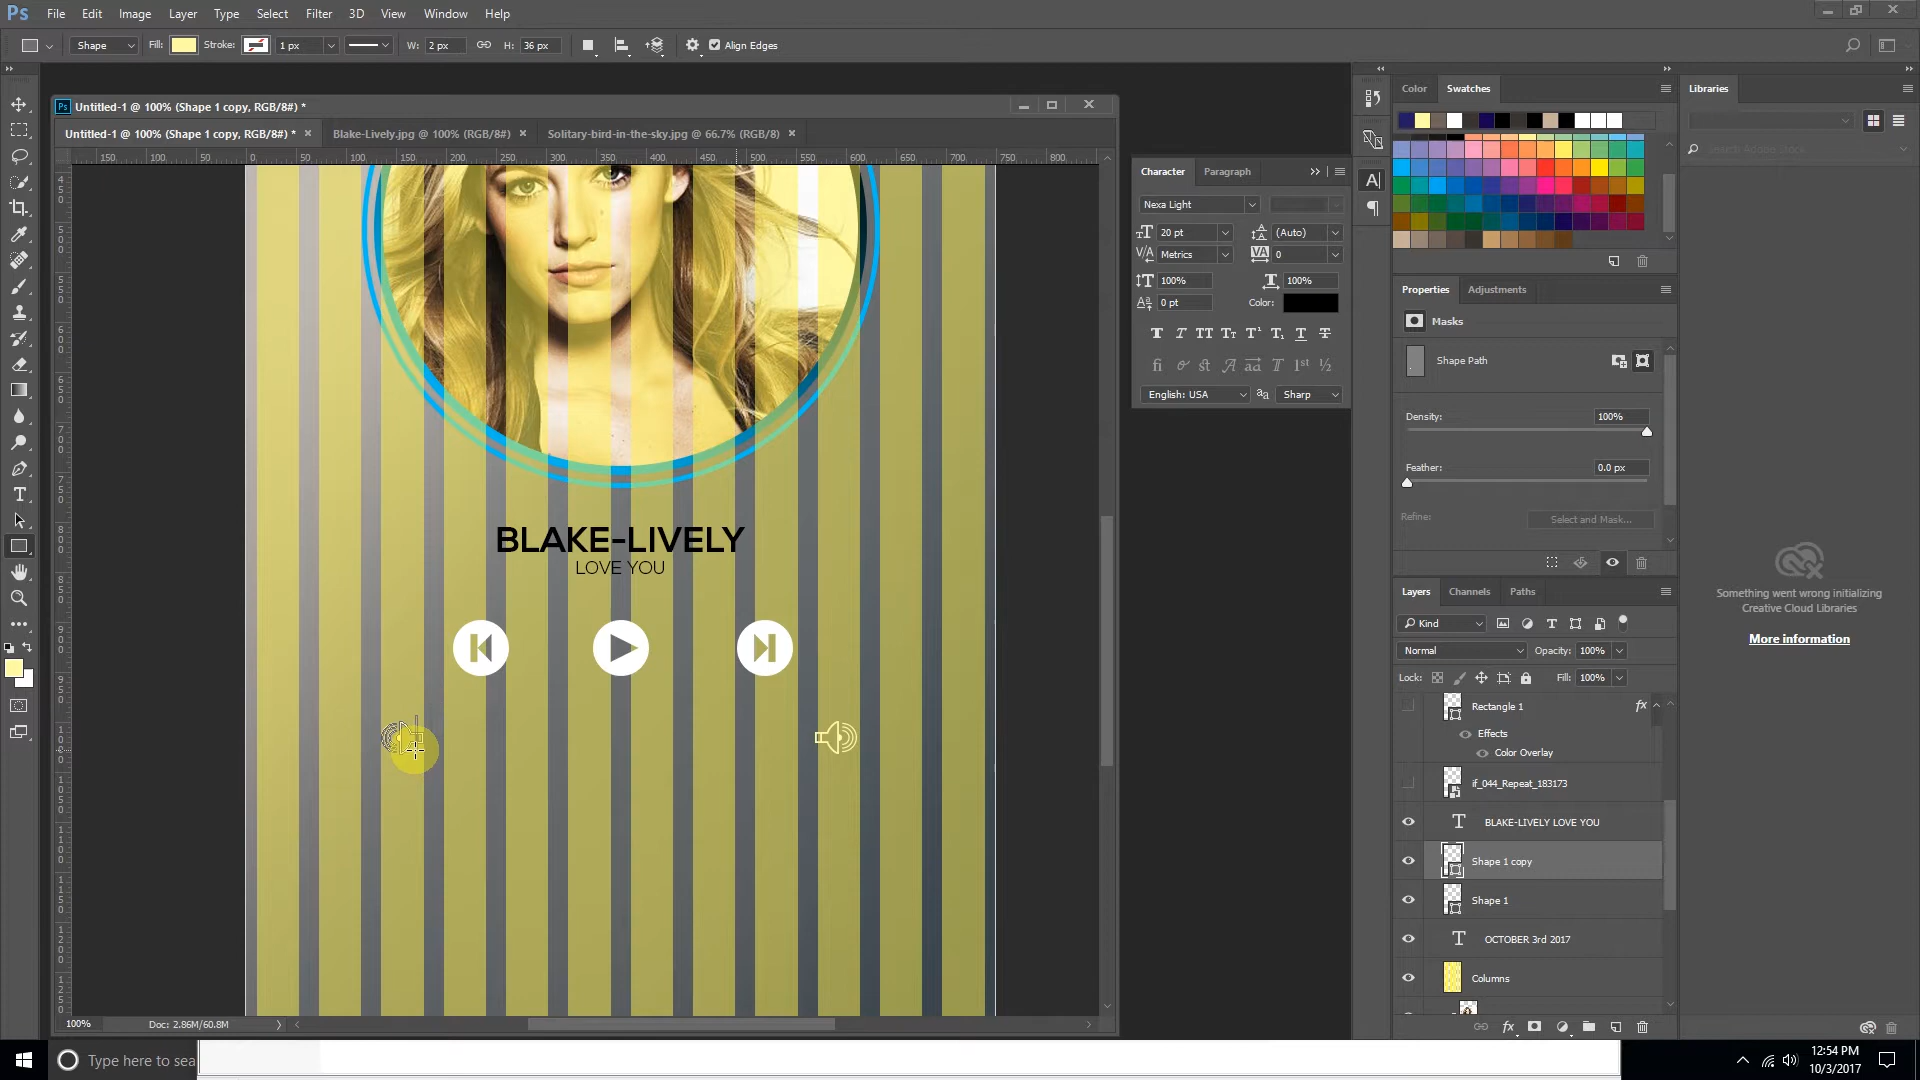 Ps File Edit Image Layer Type Select Filter 3D View Window Help
Shape Fill: Stroke: 1 px W: 2 px H: 36 px Align Edges
Untitled-1 @ 100% (Shape 1 copy, RGB/8#) *
Untitled-1 @ 100% (Shape 1 copy, RGB/8#) * × Blake-Lively.jpg @ 100% (RGB/8#) × Solitary-bird-in-the-sky.jpg @ 66.7% (RGB/8) ×
150 100 50 0 50 100 150 200 250 300 350 400 450 500 550 600 650 700 750 800
BLAKE-LIVELY
LOVE YOU
100% Doc: 2.86M/60.8M
Character Paragraph
Nexa Light
20 pt (Auto)
Metrics 0
100% 100%
0 pt Color:
English: USA Sharp
Color Swatches
Properties Adjustments
Masks
Shape Path
Density: 100%
Feather: 0.0 px
Refine: Select and Mask...
Layers Channels Paths
Kind
Normal Opacity: 100%
Lock: Fill: 100%
Rectangle 1 fx
Effects
Color Overlay
if_044_Repeat_183173
BLAKE-LIVELY LOVE YOU
Shape 1 copy
Shape 1
OCTOBER 3rd 2017
Columns
Libraries
Something went wrong initializing
Creative Cloud Libraries
More information
Type here to sea
12:54 PM
10/3/2017